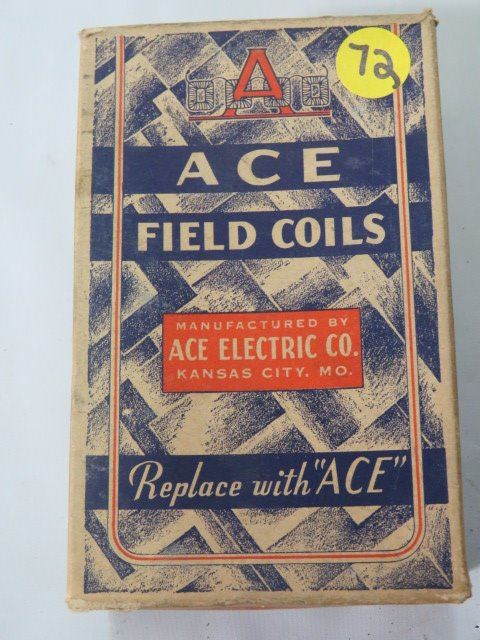 72
A
ACE
FIELD COILS
MANUFACTURED BY
ACE ELECTRIC CO.
KANSAS CITY, MO.
Replace with "ACE"